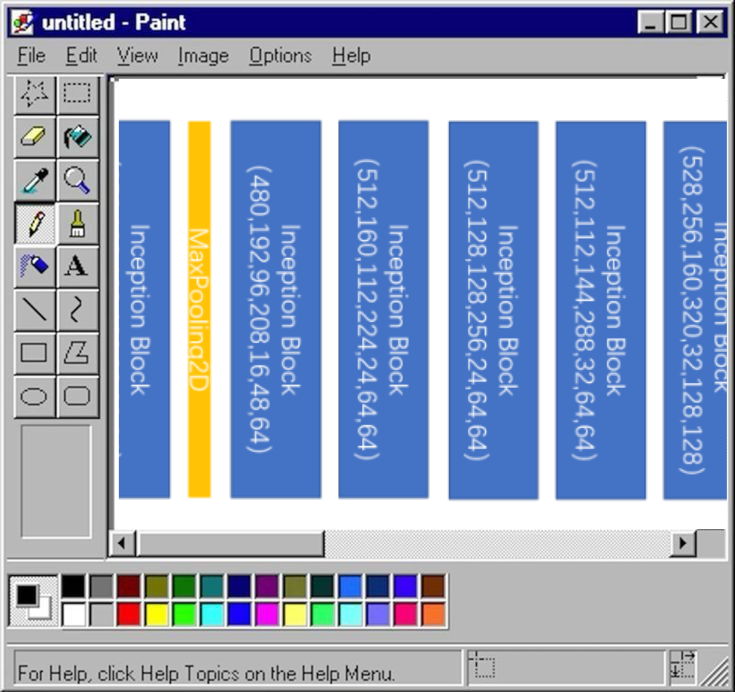 untitled - Paint
File Edit View Image Options Help
Inception Block
MaxPooling2D
Inception Block
(480,192,96,208,16,48,64)
Inception Block
(512,160,112,224,24,64,64)
Inception Block
(512,128,128,256,24,64,64)
Inception Block
(512,112,144,288,32,64,64)
Inception Block
(528,256,160,320,32,128,128)
A
For Help, click Help Topics on the Help Menu.